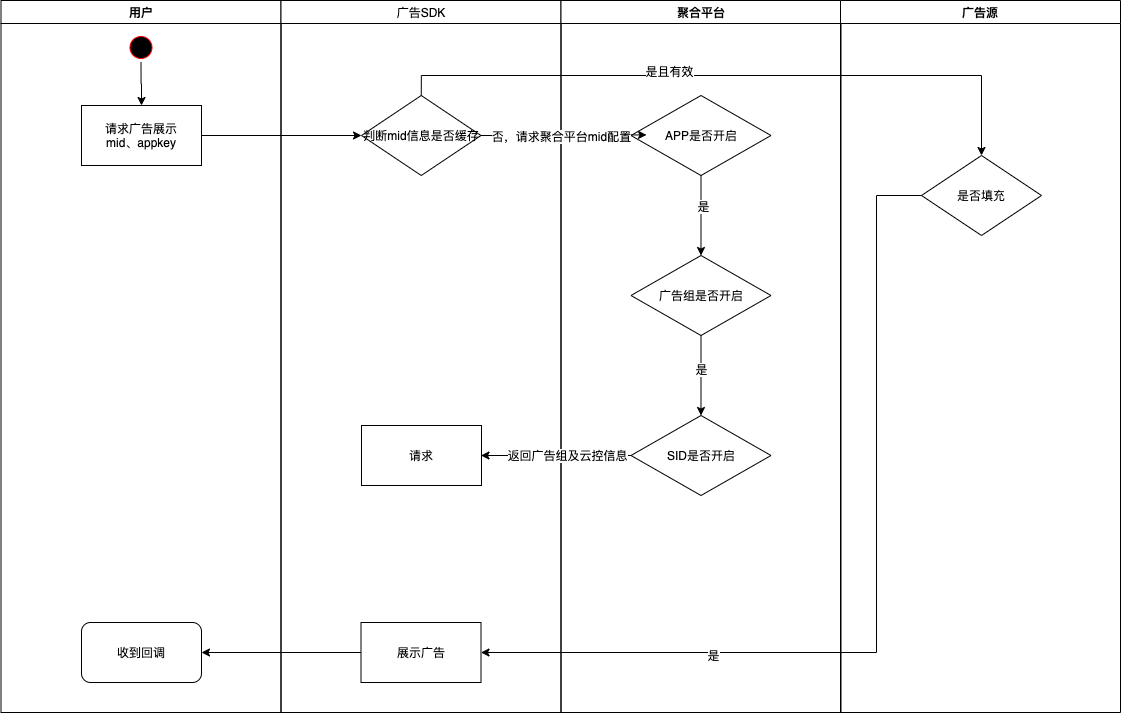 用户
广告SDK
聚合平台
广告源
是且有效
请求广告展示
mid、appkey
判断mid信息是否缓存
否，请求聚合平台mid配置
APP是否开启
是否填充
是
广告组是否开启
是
请求
返回广告组及云控信息
SID是否开启
收到回调
展示广告
是